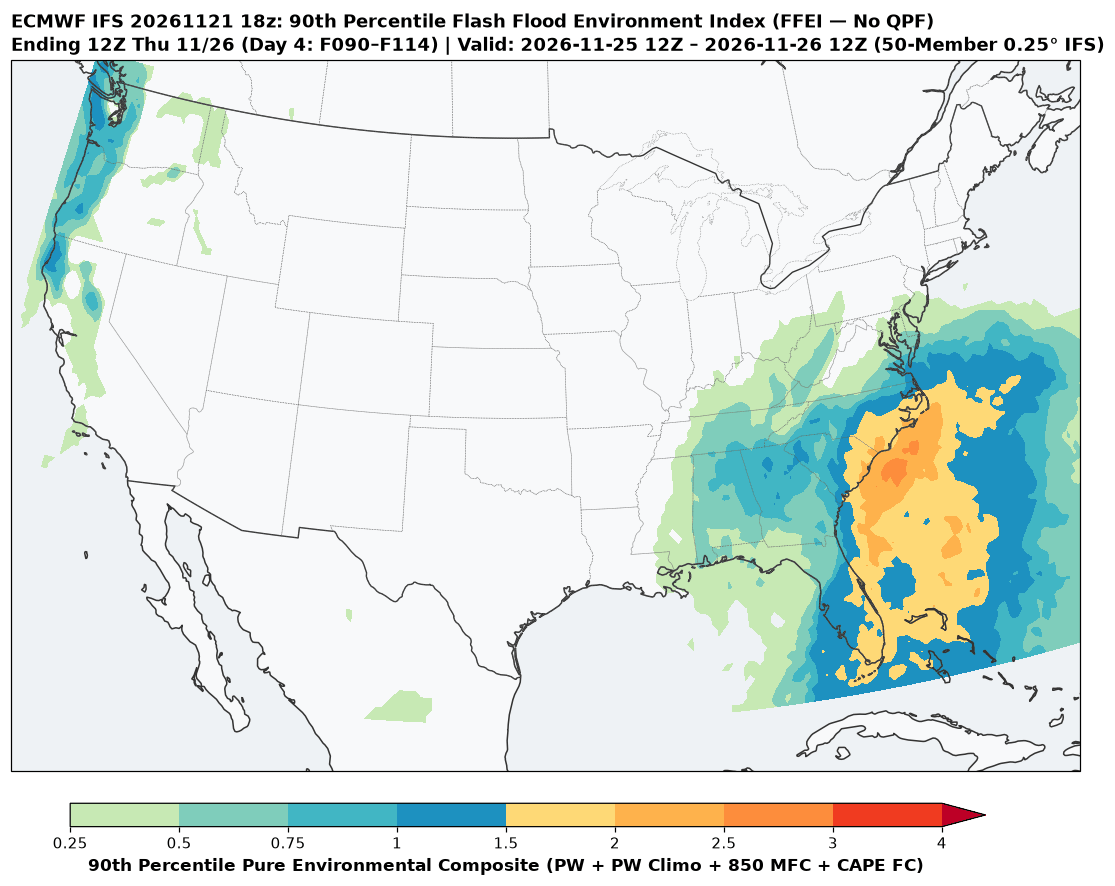 ECMWF IFS 20261121 18z: 90th Percentile Flash Flood Environment Index (FFEI — No QPF)
Ending 12Z Thu 11/26 (Day 4: F090–F114) | Valid: 2026-11-25 12Z – 2026-11-26 12Z (50-Member 0.25° IFS)
0.25 0.5 0.75 1 1.5 2 2.5 3 4
90th Percentile Pure Environmental Composite (PW + PW Climo + 850 MFC + CAPE FC)